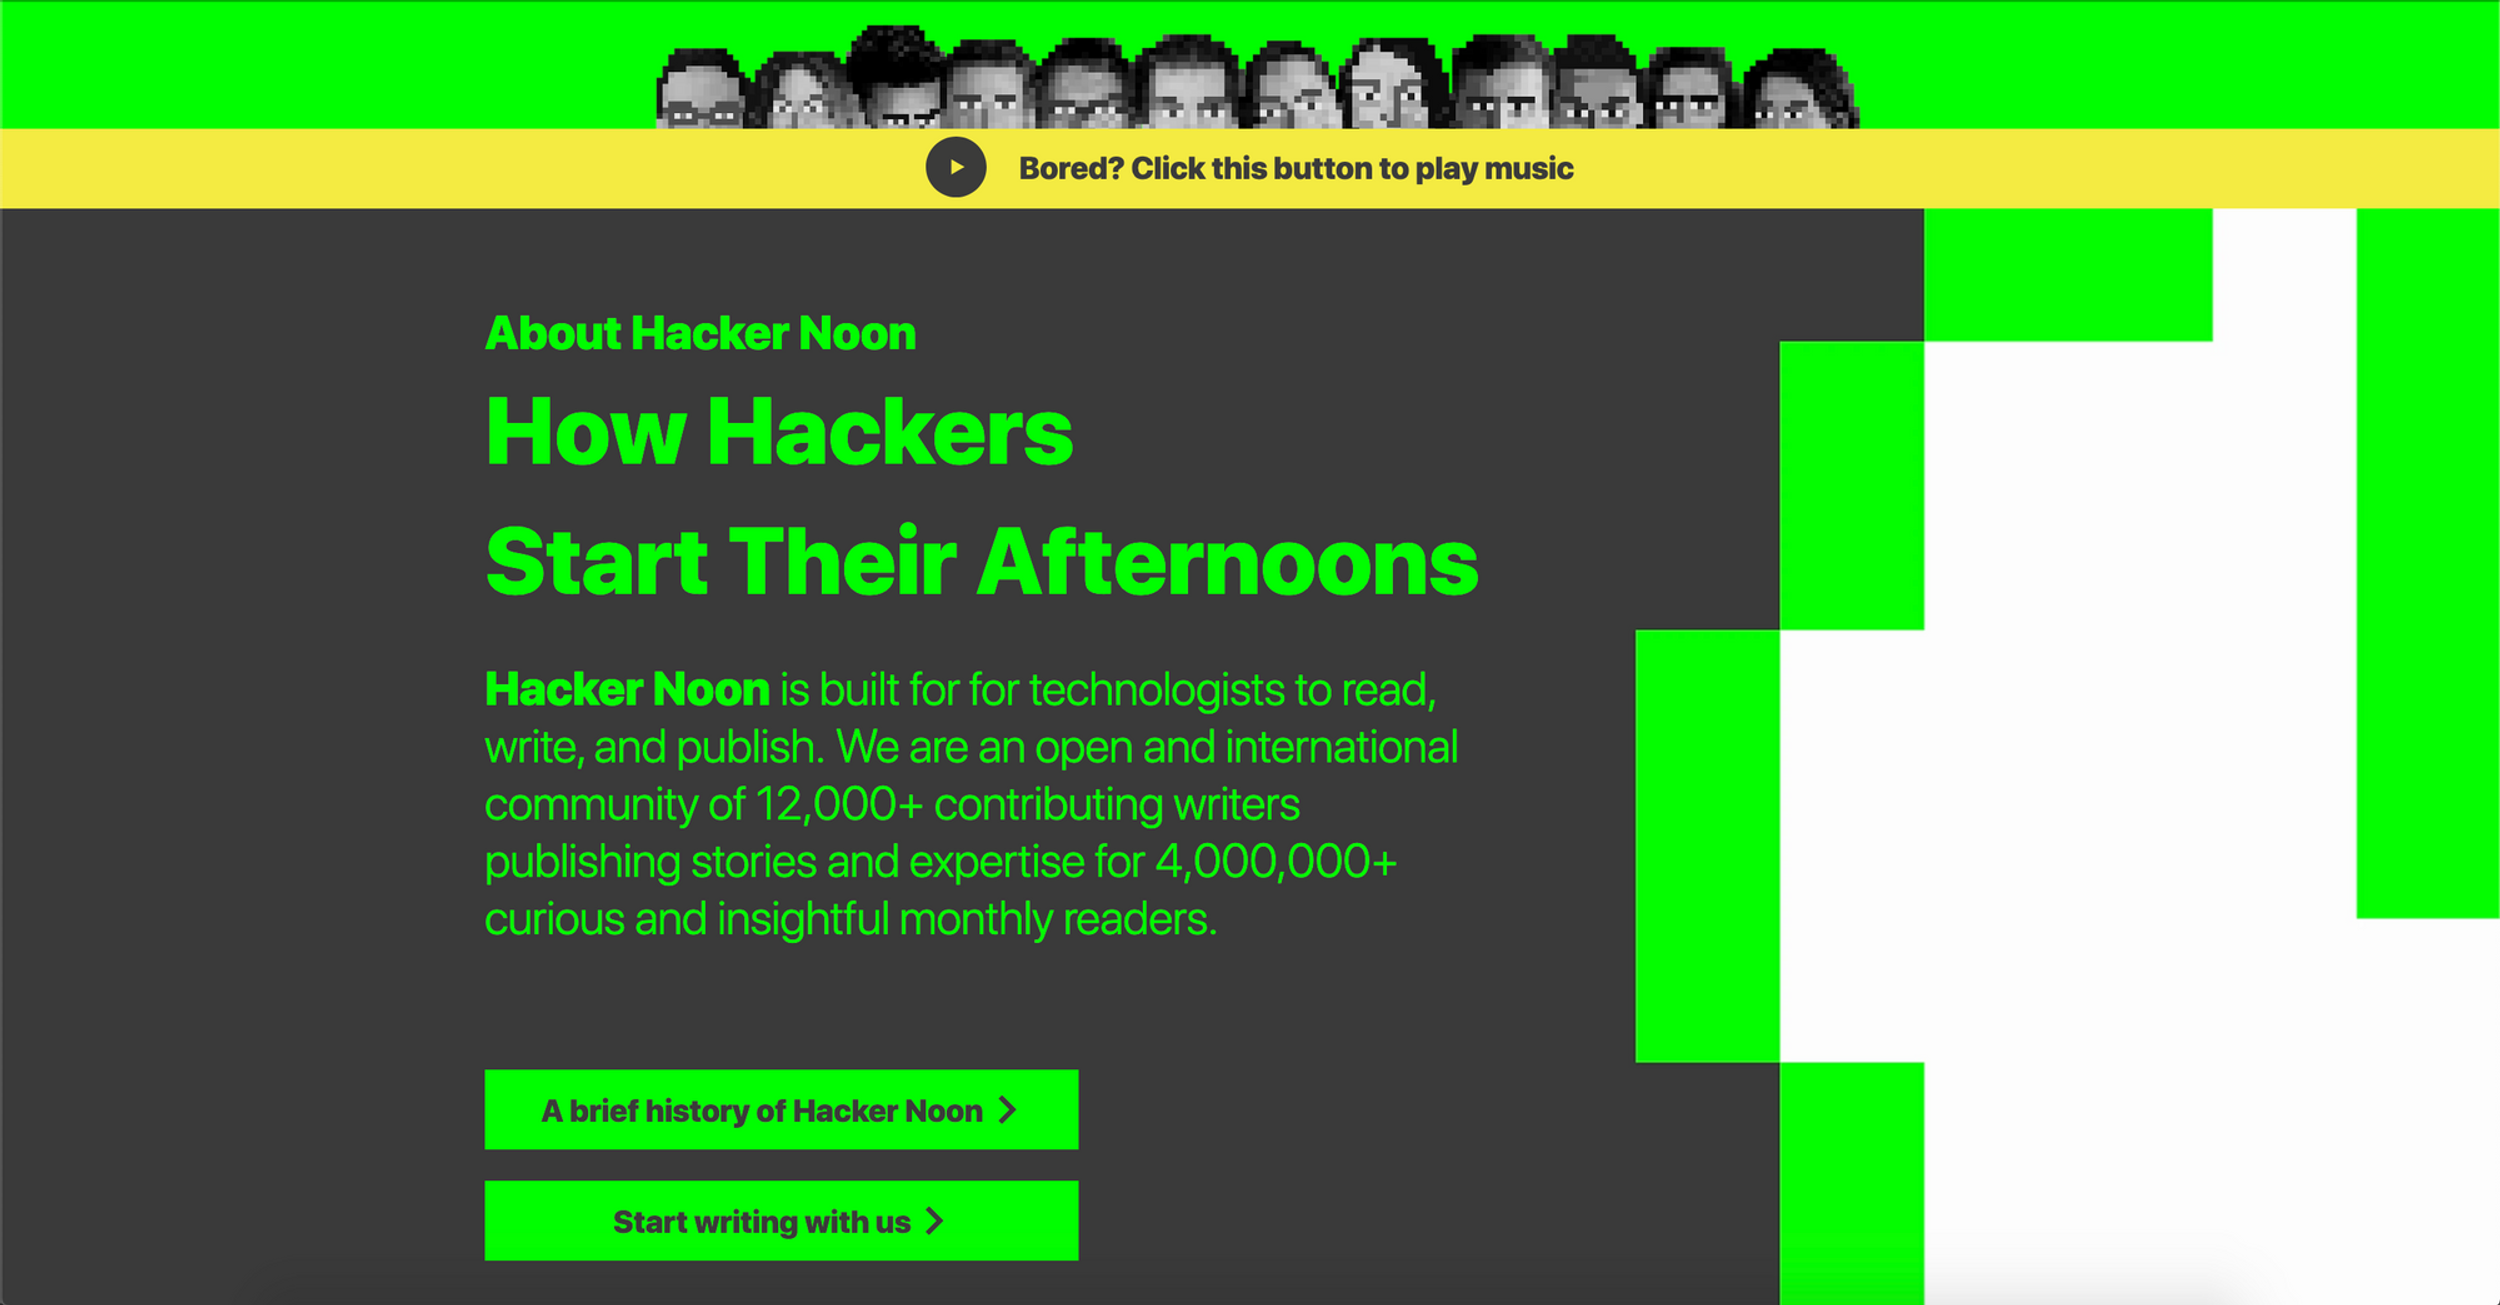 Bored? Click this button to play music
About Hacker Noon
How Hackers
Start Their Afternoons
Hacker Noon is built for for technologists to read,
write, and publish. We are an open and international
community of 12,000+ contributing writers
publishing stories and expertise for 4,000,000+
curious and insightful monthly readers.
A brief history of Hacker Noon
Start writing with us